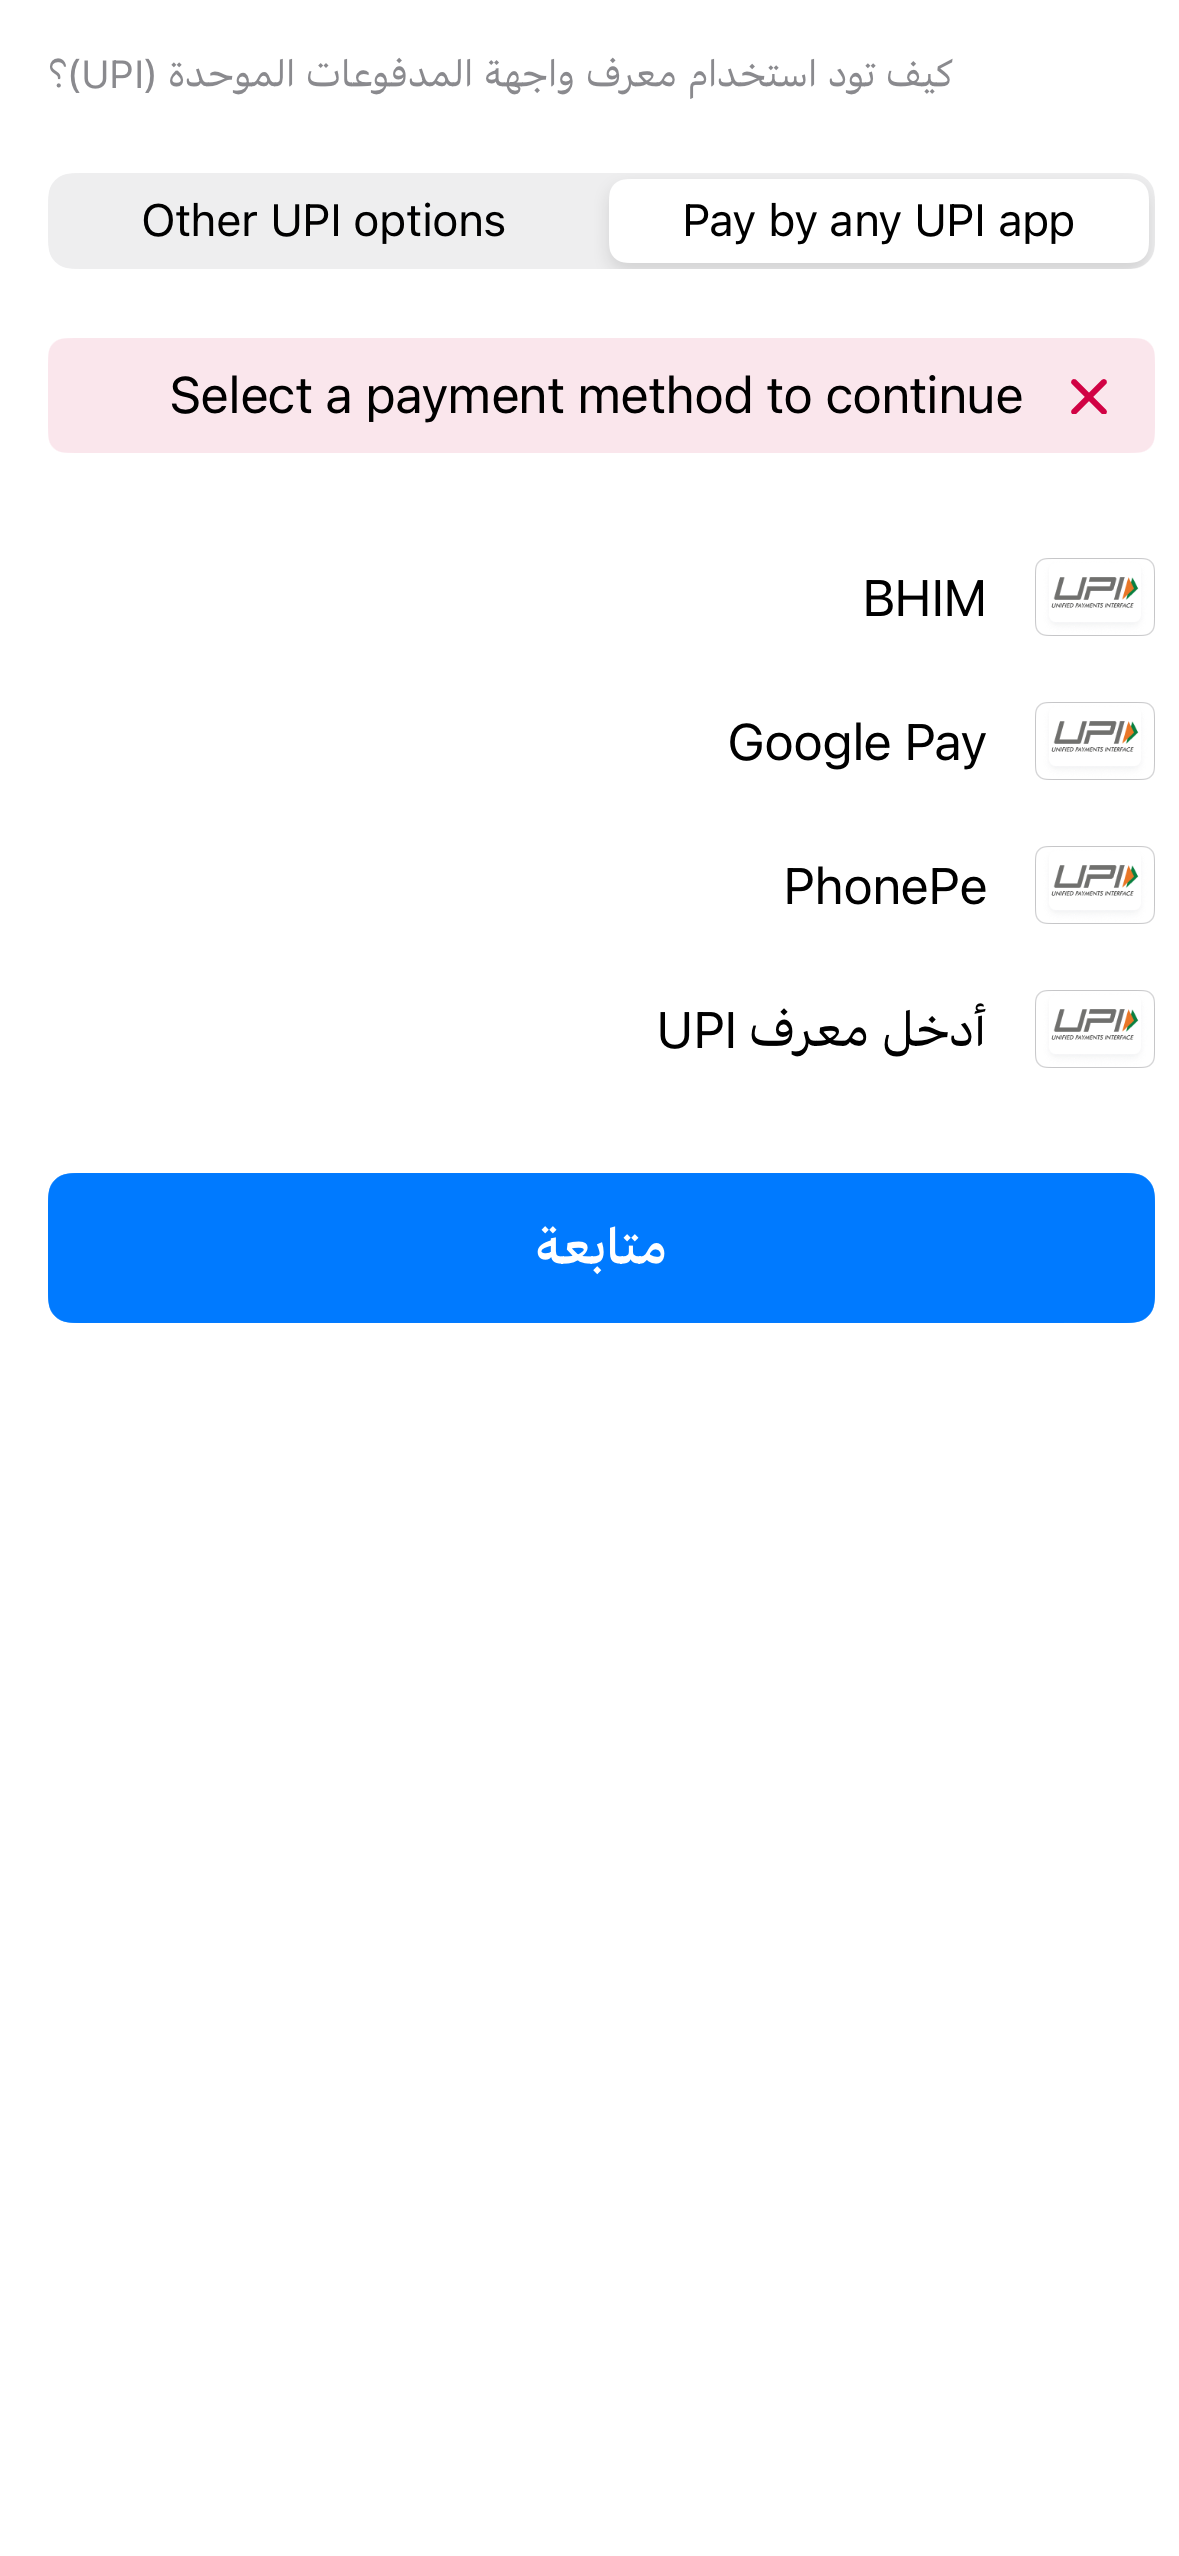 كيف تود استخدام معرف واجهة المدفوعات الموحدة (UPI)؟
Pay by any UPI app
Other UPI options
Select a payment method to continue
UPI
UNIFIED PAYMENTS INTERFACE
BHIM
UPI
UNIFIED PAYMENTS INTERFACE
Google Pay
UPI
UNIFIED PAYMENTS INTERFACE
PhonePe
UPI
UNIFIED PAYMENTS INTERFACE
أدخل معرف UPI
متابعة